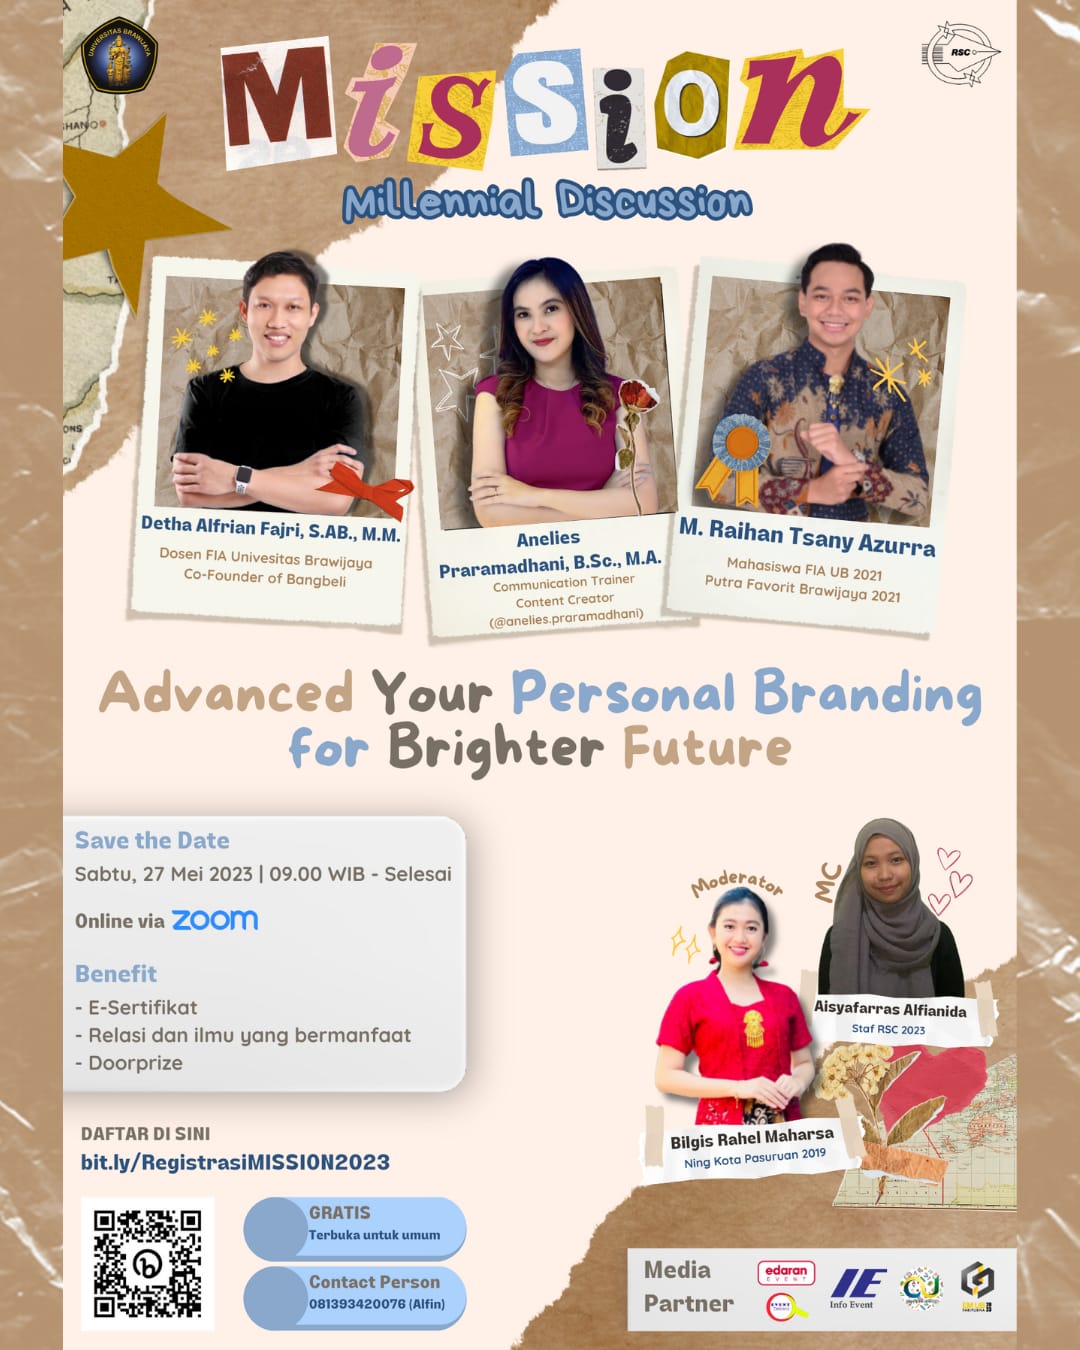 UNIVERSITAS BRAWIJAYA
RSC
Mission
Millennial Discussion
Detha Alfrian Fajri, S.AB., M.M.
Dosen FIA Univesitas Brawijaya
Co-Founder of Bangbeli
Anelies
Praramadhani, B.Sc., M.A.
Communication Trainer
Content Creator
(@anelies.praramadhani)
M. Raihan Tsany Azurra
Mahasiswa FIA UB 2021
Putra Favorit Brawijaya 2021
Advanced Your Personal Branding
for Brighter Future
Save the Date
Sabtu, 27 Mei 2023 | 09.00 WIB - Selesai
Online via zoom
Benefit
- E-Sertifikat
- Relasi dan ilmu yang bermanfaat
- Doorprize
Moderator
MC
Aisyafarras Alfianida
Staf RSC 2023
Bilgis Rahel Maharsa
Ning Kota Pasuruan 2019
DAFTAR DI SINI
bit.ly/RegistrasiMISSION2023
GRATIS
Terbuka untuk umum
Contact Person
081393420076 (Alfin)
Media
Partner
edaran
EVENT
IE
Info Event